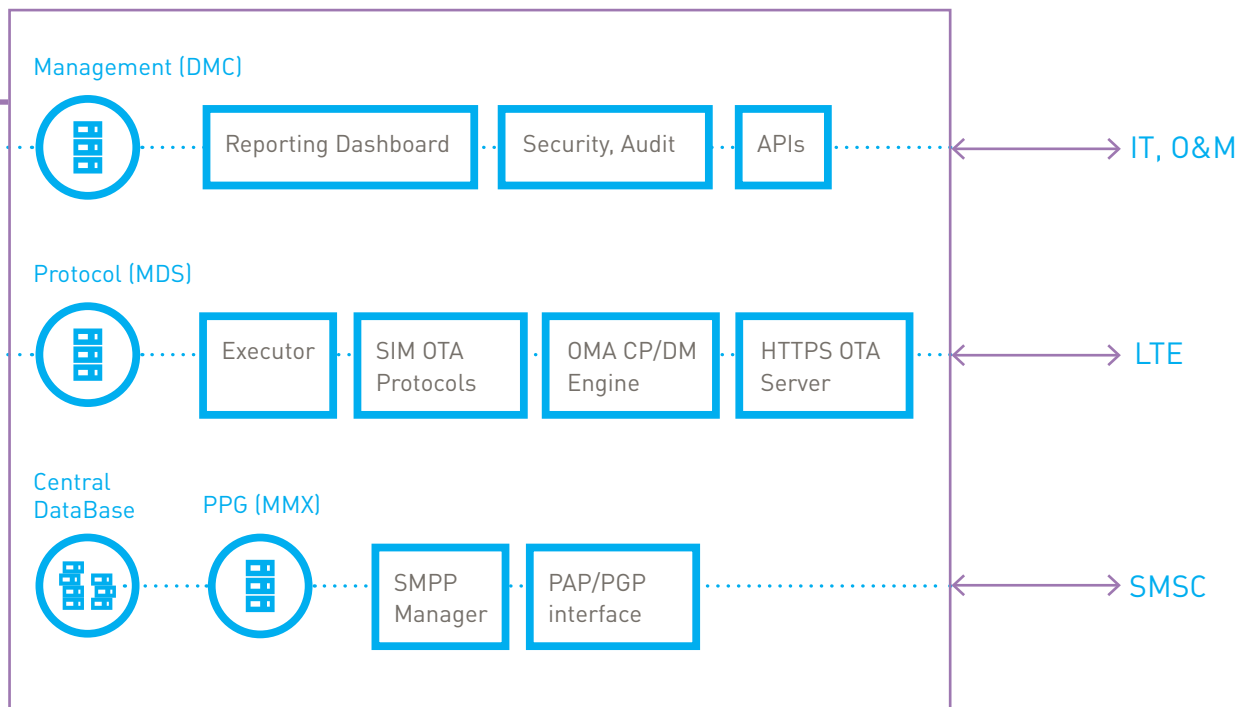 Management (DMC)
Reporting Dashboard
Security, Audit
APIs
IT, O&M
Protocol (MDS)
Executor
SIM OTA
Protocols
OMA CP/DM
Engine
HTTPS OTA
Server
LTE
Central
DataBase
PPG (MMX)
SMPP
Manager
PAP/PGP
interface
SMSC